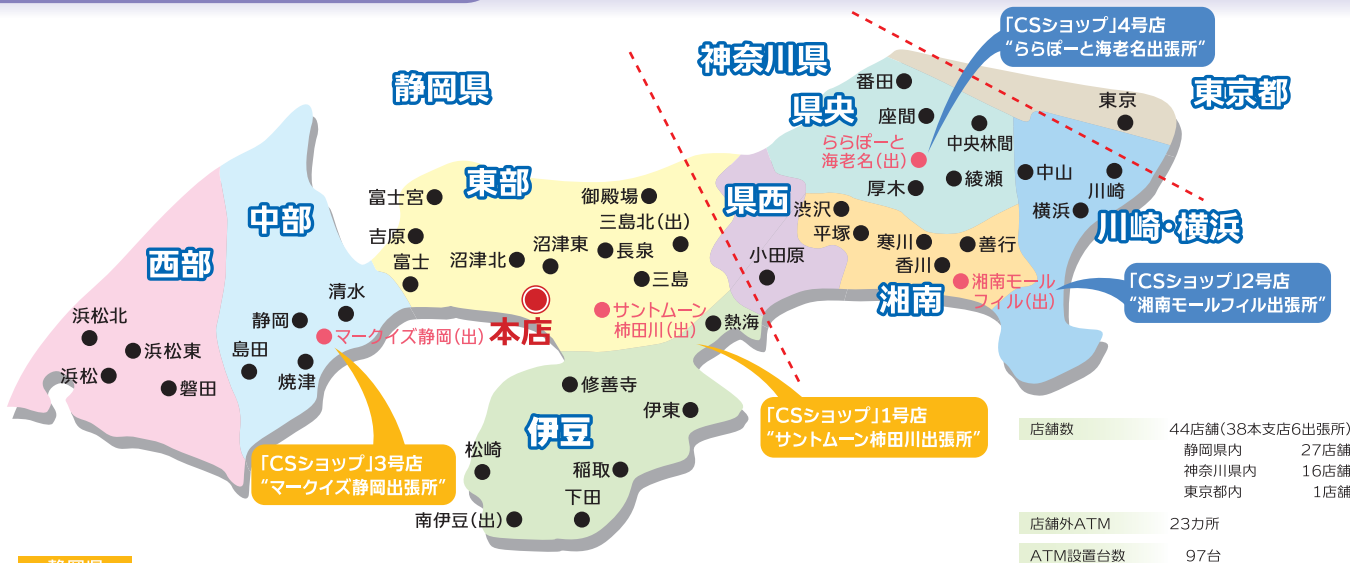 「CSショップ」4号店
“ららぽーと海老名出張所”
神奈川県
静岡県
東京都
番田
県央
東京
座間
ららぽーと
海老名(出)
中央林間
厚木
綾瀬
中山
川崎
横浜
川崎・横浜
東部
富士宮
御殿場
県西
渋沢
中部
三島北(出)
平塚
寒川
善行
吉原
沼津東
長泉
富士
沼津北
小田原
香川
西部
三島
湘南モール
フィル(出)
湘南
「CSショップ」2号店
“湘南モールフィル出張所”
清水
浜松北
静岡
マークイズ静岡(出)
本店
サントムーン
柿田川(出)
熱海
浜松東
島田
浜松
磐田
焼津
修善寺
伊東
「CSショップ」1号店
“サントムーン柿田川出張所”
伊豆
松崎
稲取
「CSショップ」3号店
“マークイズ静岡出張所”
下田
南伊豆(出)
店舗数 44店舗(38本支店6出張所)
静岡県内 27店舗
神奈川県内 16店舗
東京都内 1店舗
店舗外ATM 23カ所
ATM設置台数 97台
静岡県